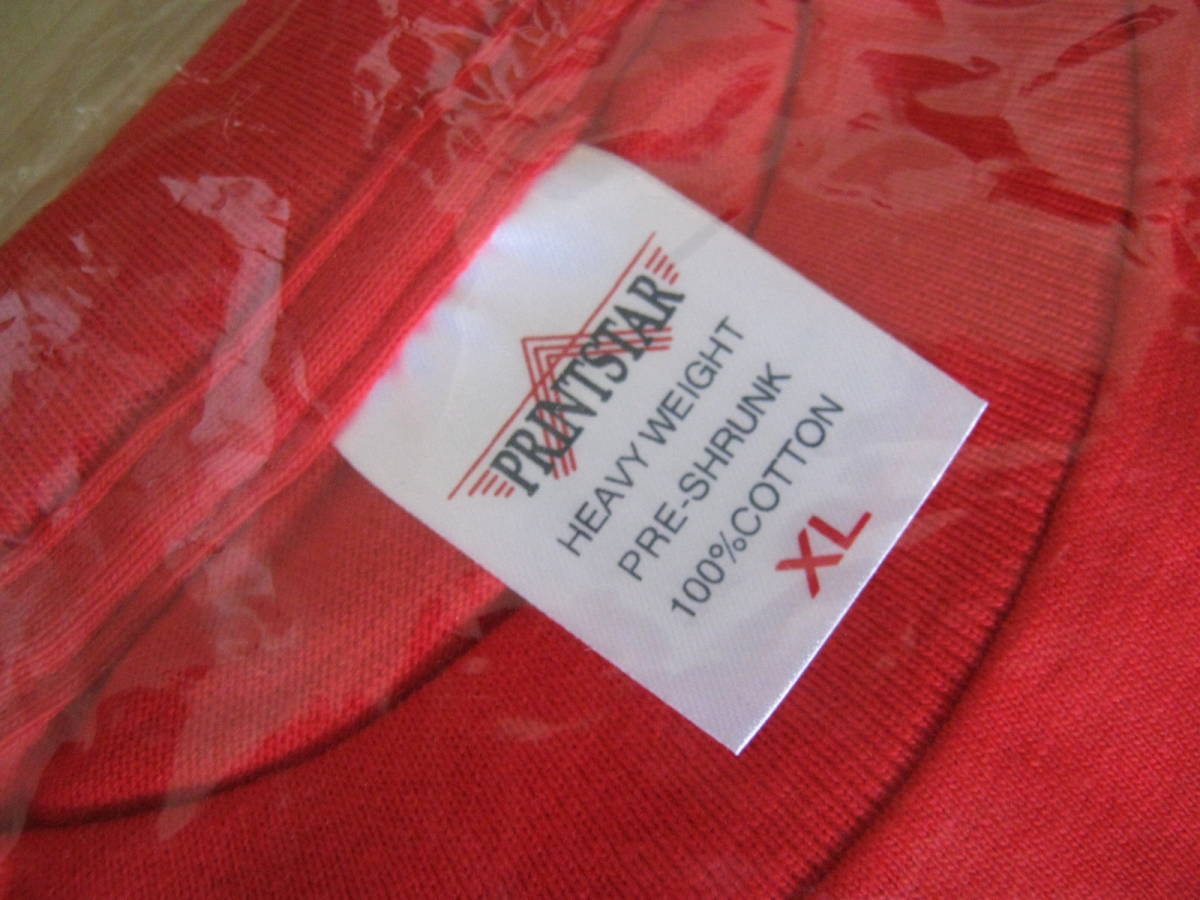 PRINTSTAR
HEAVY WEIGHT
PRE-SHRUNK
100%COTTON
XL